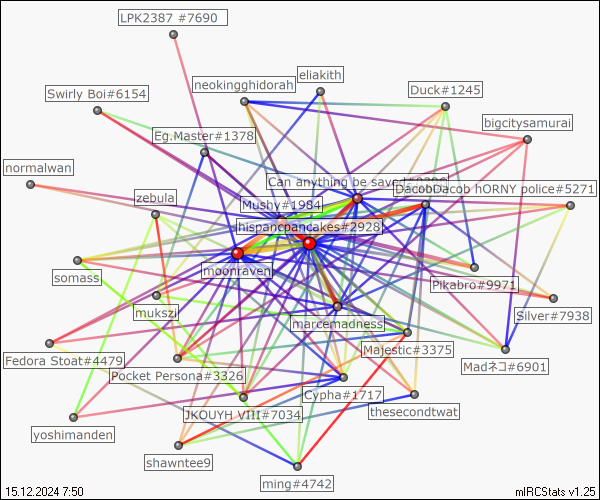 LPK2387 #7690
eliakith
neokingghidorah
Duck#1245
Swirly Boi#6154
bigcitysamurai
Eg.Master#1378
normalwan
Can anything be save
DacobDacob hORNY police#5271
zebula
Mushy#1984
hispancpancakes#2928
moonraven
somass
Pikabro#9971
mukszi
Silver#7938
marcemadness
Majestic#3375
Fedora Stoat#4479
Madネコ#6901
Pocket Persona#3326
Cypha#1717
JKOUYH VIII#7034
thesecondtwat
yoshimanden
shawntee9
ming#4742
15.12.2024 7:50
mIRCStats v1.25